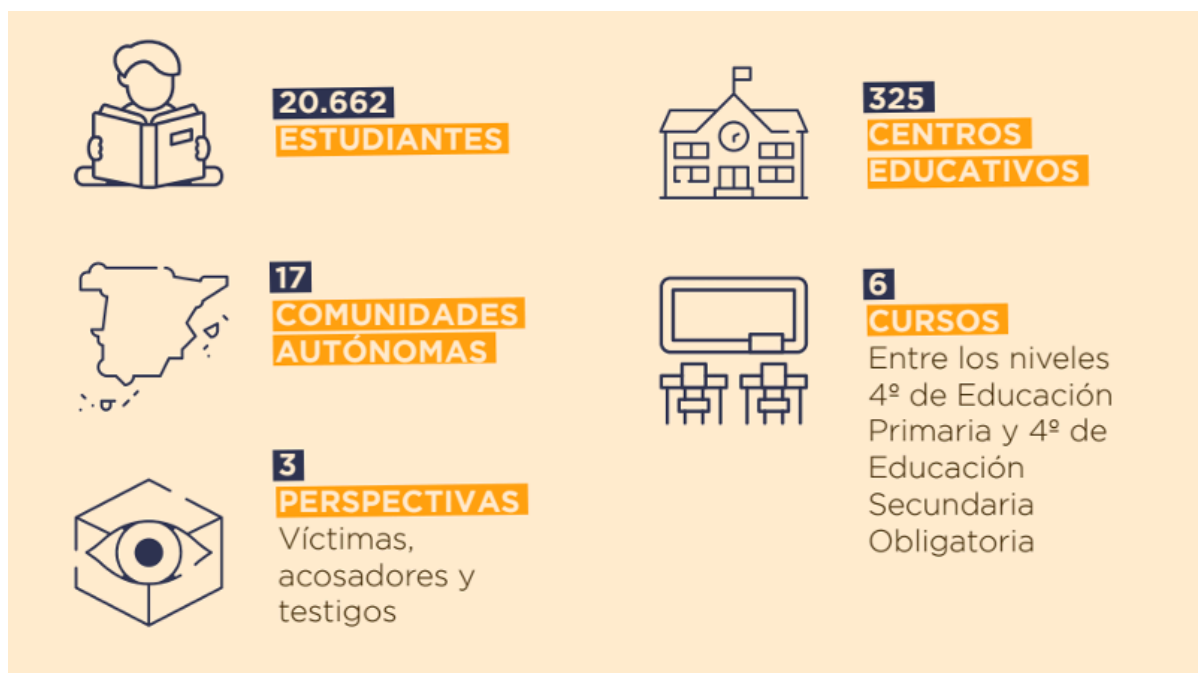 20.662
ESTUDIANTES
325
CENTROS
EDUCATIVOS
17
COMUNIDADES
AUTÓNOMAS
6
CURSOS
Entre los niveles
4º de Educación
Primaria y 4º de
Educación
Secundaria
Obligatoria
3
PERSPECTIVAS
Víctimas,
acosadores y
testigos